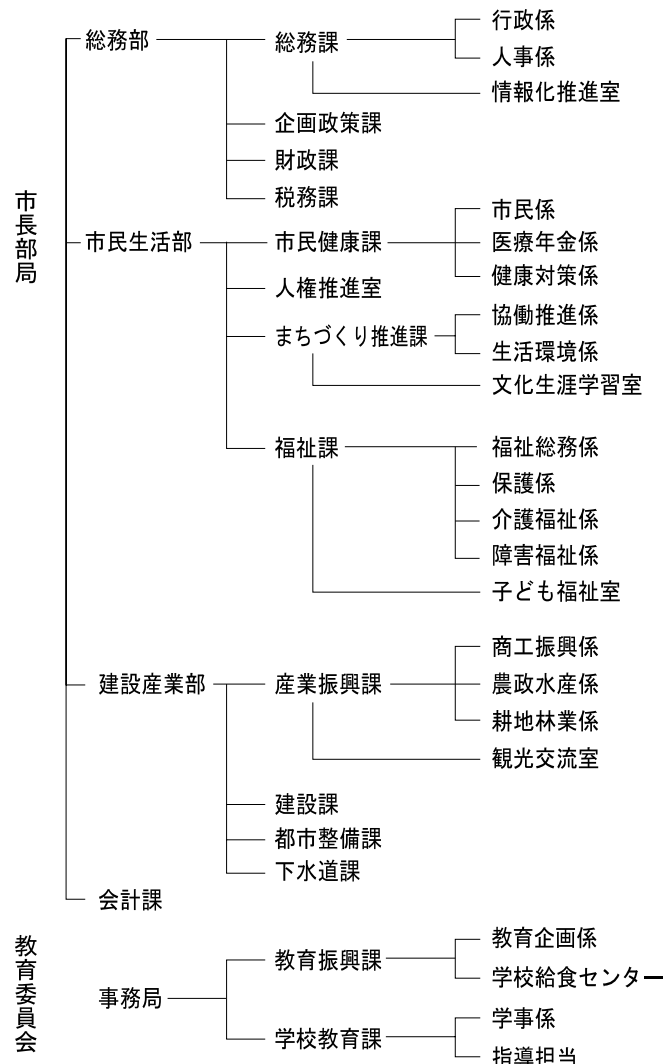 市長部局
総務部
総務課
行政係
人事係
情報化推進室
企画政策課
財政課
税務課
市民生活部
市民健康課
市民係
医療年金係
健康対策係
人権推進室
まちづくり推進課
協働推進係
生活環境係
文化生涯学習室
福祉課
福祉総務係
保護係
介護福祉係
障害福祉係
子ども福祉室
建設産業部
産業振興課
商工振興係
農政水産係
耕地林業係
観光交流室
建設課
都市整備課
下水道課
会計課
教育委員会
事務局
教育振興課
教育企画係
学校給食センター
学校教育課
学事係
指導担当